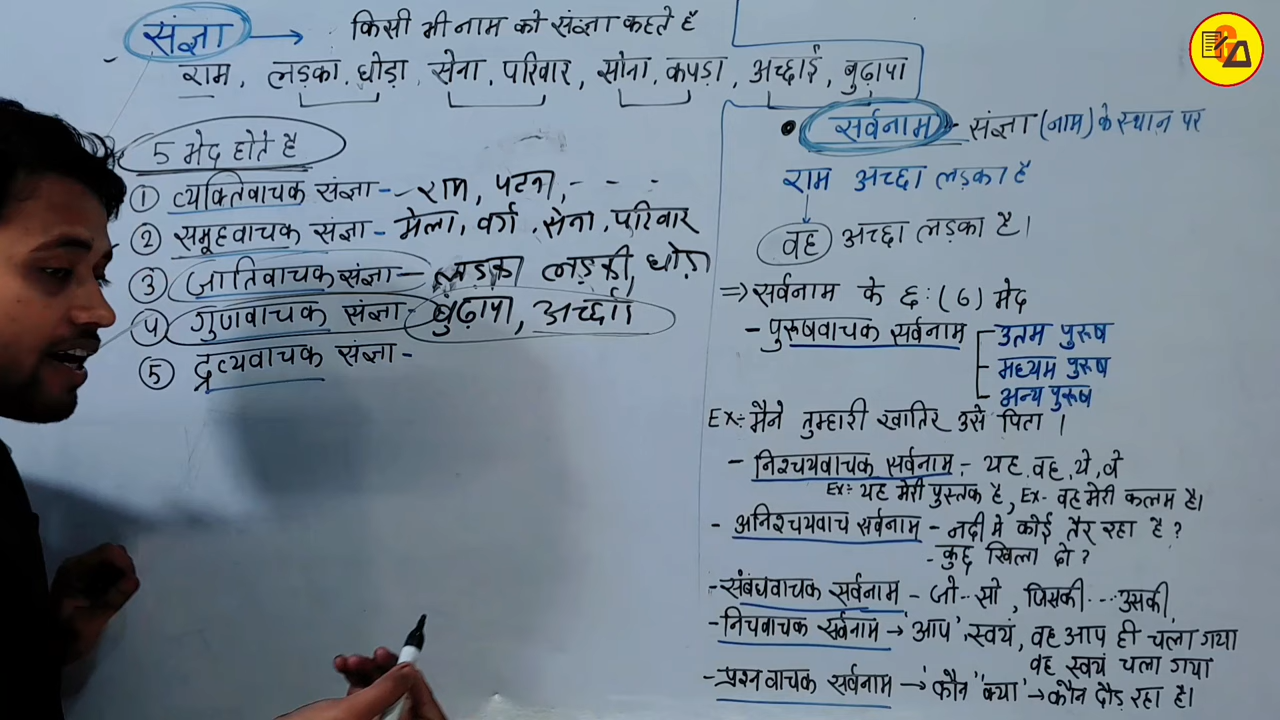 संज्ञा → किसी भी नाम को संज्ञा कहते हैं
राम, लड़का, घोड़ा, सेना, परिवार, सोना, कपड़ा, अच्छाई, बुढ़ापा
5 भेद होते है
① व्यक्तिवाचक संज्ञा - राम, पटना, - - -
② समूहवाचक संज्ञा - मेला, वर्ग, सेना, परिवार
③ जातिवाचक संज्ञा - लड़का लड़की, घोड़ा
④ गुणवाचक संज्ञा - बुढ़ापा, अच्छाई
⑤ द्रव्यवाचक संज्ञा -
• सर्वनाम - संज्ञा (नाम) के स्थान पर
राम अच्छा लड़का है
वह अच्छा लड़का है।
⇒ सर्वनाम के छः (6) भेद
- पुरूषवाचक सर्वनाम
उतम पुरूष
मध्यम पुरूष
अन्य पुरूष
Ex:- मैने तुम्हारी खातिर उसे पिता ।
- निश्चयवाचक सर्वनाम :- यह, वह, ये, वे
Ex:- यह मेरी पुस्तक है, Ex- वह मेरी कलम है।
- अनिश्चयवाच सर्वनाम - नदी मे कोई तैर रहा है ?
- कुछ खिला दो ?
- संबंधवाचक सर्वनाम - जो - सो, जिसकी ... उसकी,
- निचवाचक सर्वनाम → 'आप', स्वयं, वह आप ही चला गया
वह स्वयं चला गया
- प्रश्न वाचक सर्वनाम → 'कौन' 'क्या' → कौन दौड़ रहा है।